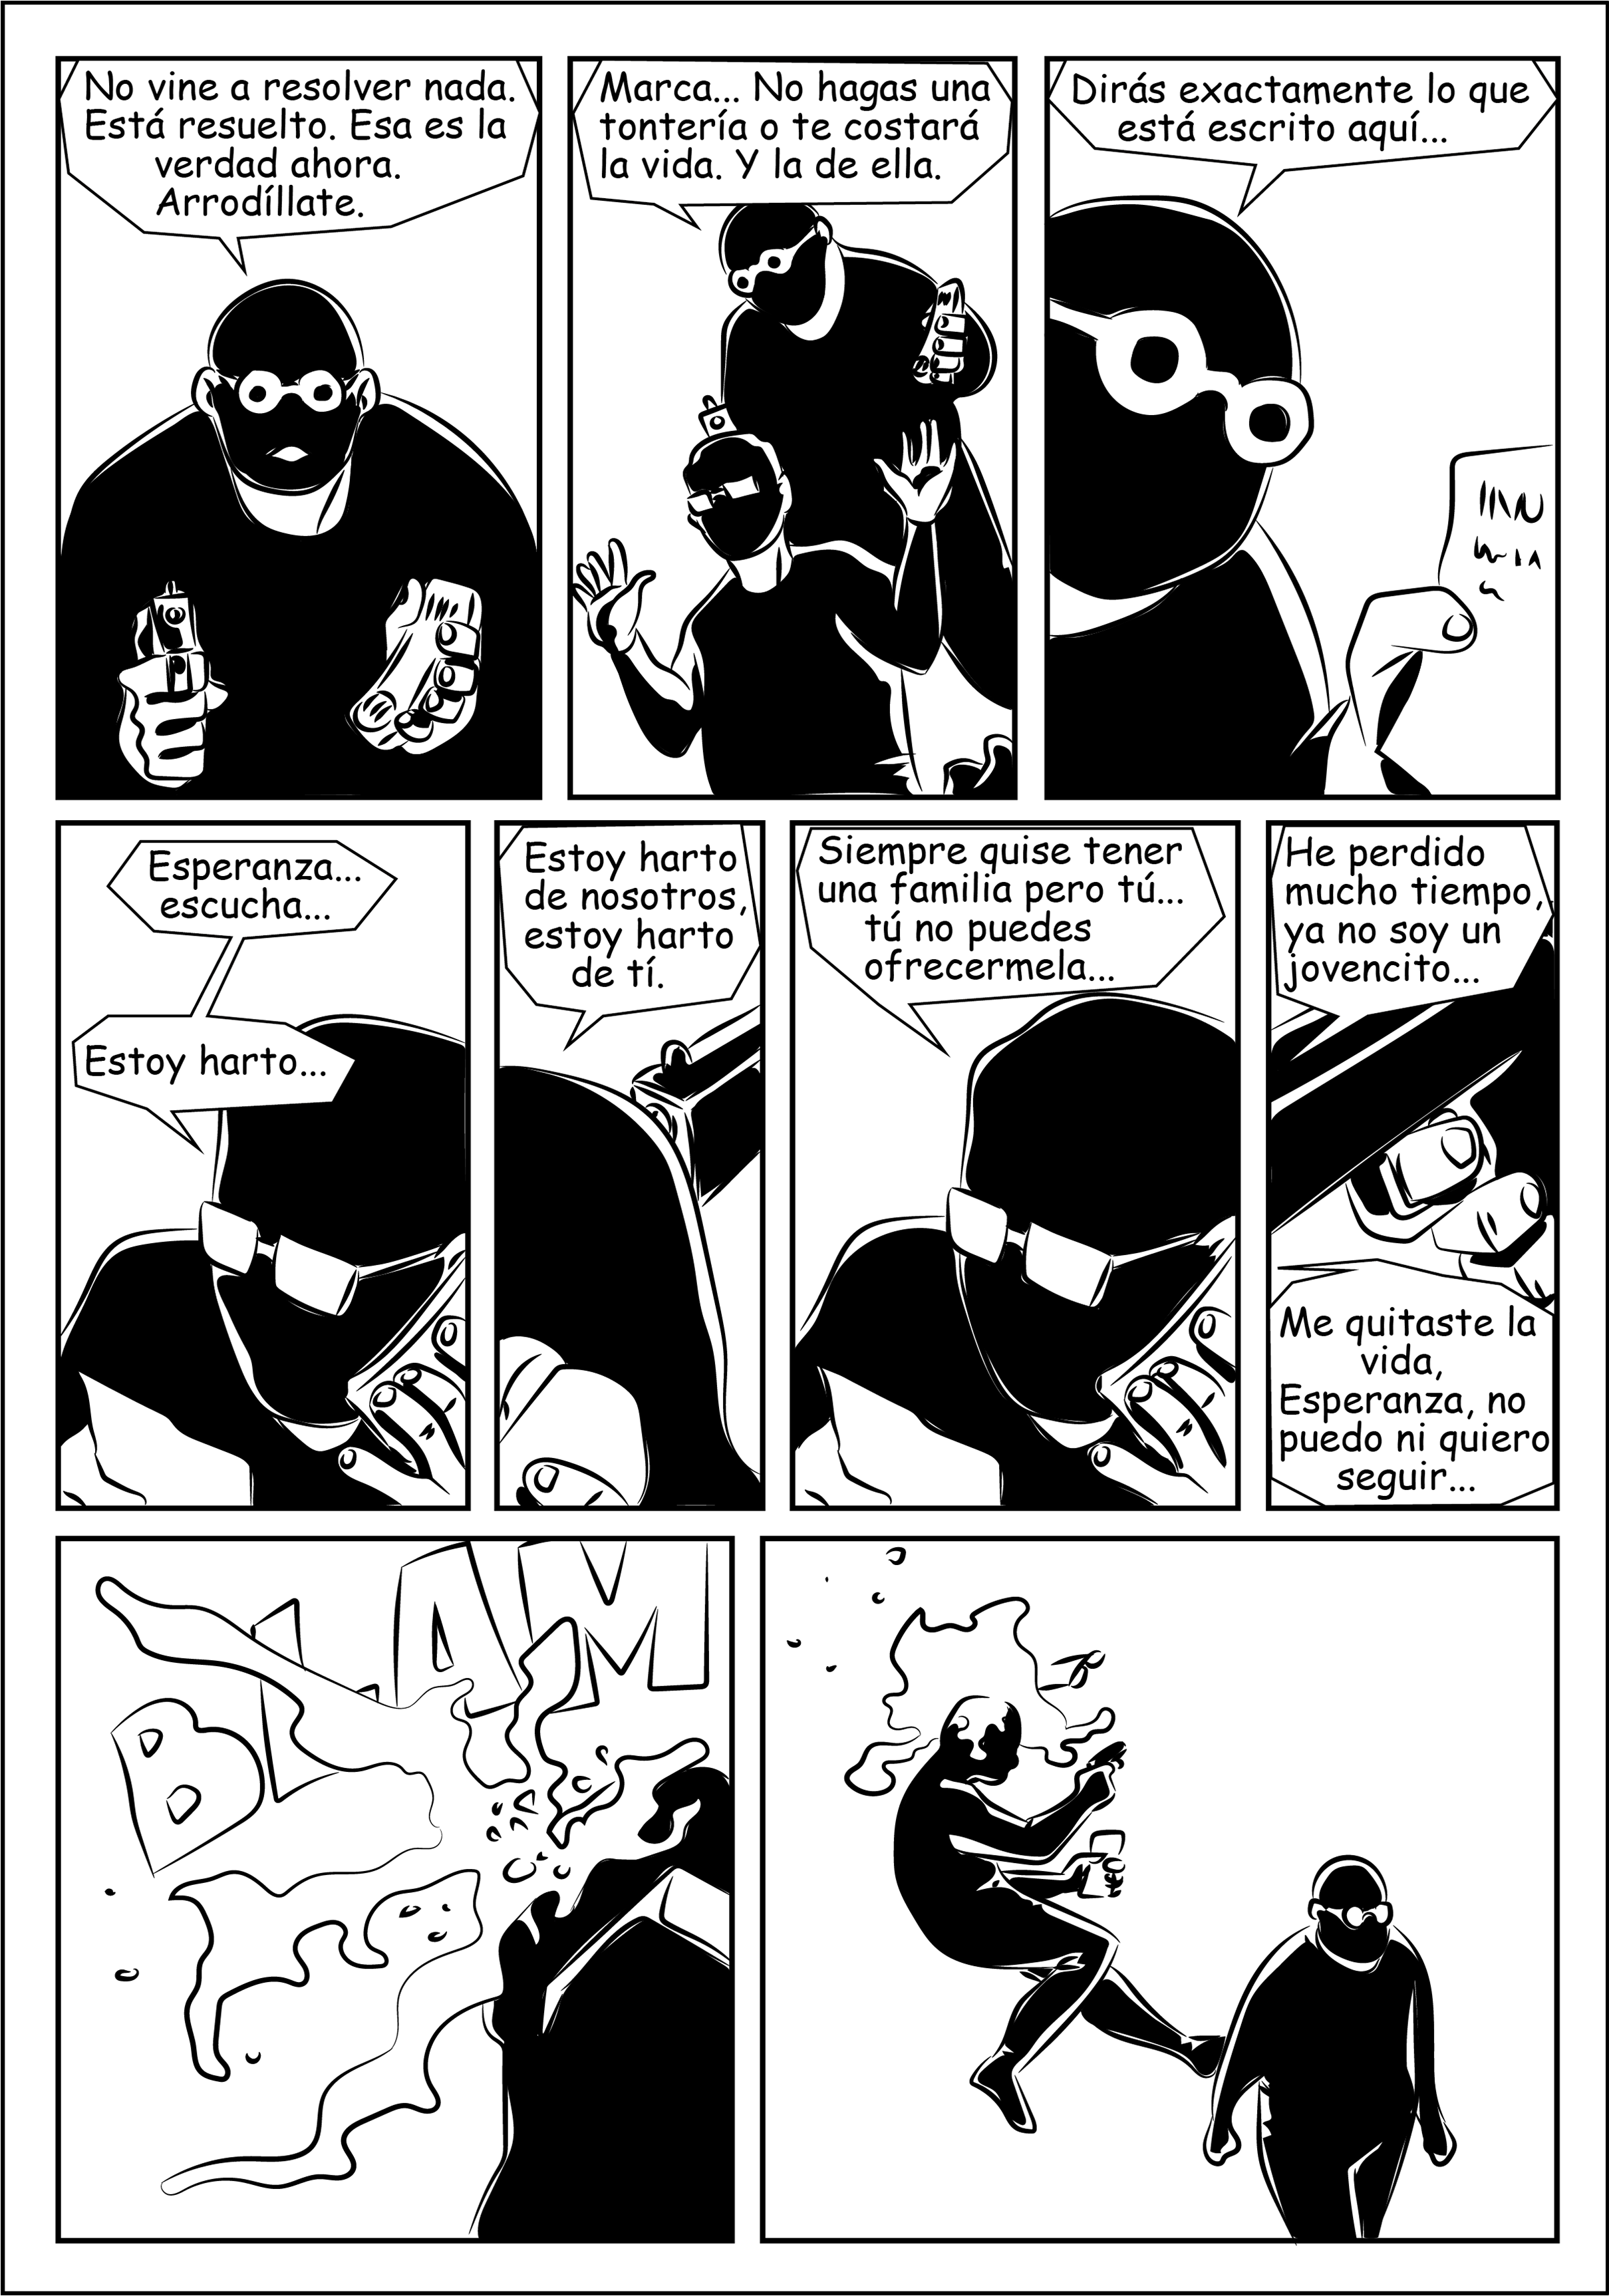 No vine a resolver nada.
Está resuelto. Esa es la
verdad ahora.
Arrodíllate.
Marca... No hagas una
tontería o te costará
la vida. Y la de ella.
Dirás exactamente lo que
está escrito aquí...
Esperanza...
escucha...
Estoy harto...
Estoy harto
de nosotros,
estoy harto
de tí.
Siempre quise tener
una familia pero tú...
tú no puedes
ofrecermela...
He perdido
mucho tiempo,
ya no soy un
jovencito...
Me quitaste la
vida,
Esperanza, no
puedo ni quiero
seguir...
BLAM